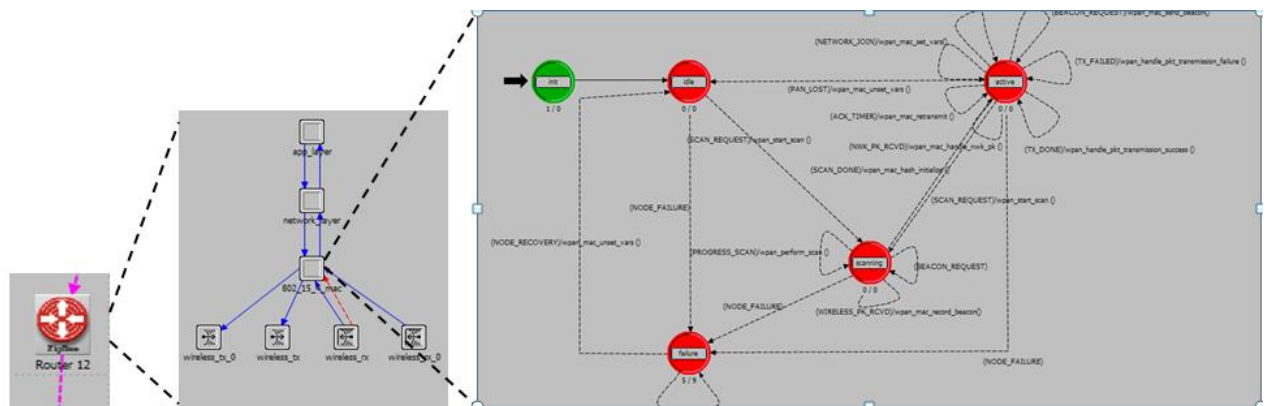 ZigBee
Router 12
app_layer
network_layer
802_15_4_mac
wireless_tx_0
wireless_tx
wireless_rx
wireless_rx_0
init
1 / 0
idle
0 / 0
active
0 / 0
scanning
0 / 0
failure
5 / 9
(BEACON_REQUEST)/wpan_mac_send_beacon()
(NETWORK_JOIN)/wpan_mac_set_vars()
(TX_FAILED)/wpan_handle_pkt_transmission_failure ()
(PAN_LOST)/wpan_mac_unset_vars ()
(ACK_TIMER)/wpan_mac_retransmit ()
(SCAN_REQUEST)/wpan_start_scan ()
(NWK_PK_RCVD)/wpan_mac_handle_nwk_pk ()
(TX_DONE)/wpan_handle_pkt_transmission_success ()
(SCAN_DONE)/wpan_mac_hash_initialize ()
(SCAN_REQUEST)/wpan_start_scan ()
(NODE_FAILURE)
(NODE_RECOVERY)/wpan_mac_unset_vars ()
(PROGRESS_SCAN)/wpan_perform_scan ()
(BEACON_REQUEST)
(NODE_FAILURE)
(WIRELESS_PK_RCVD)/wpan_mac_record_beacon()
(NODE_FAILURE)